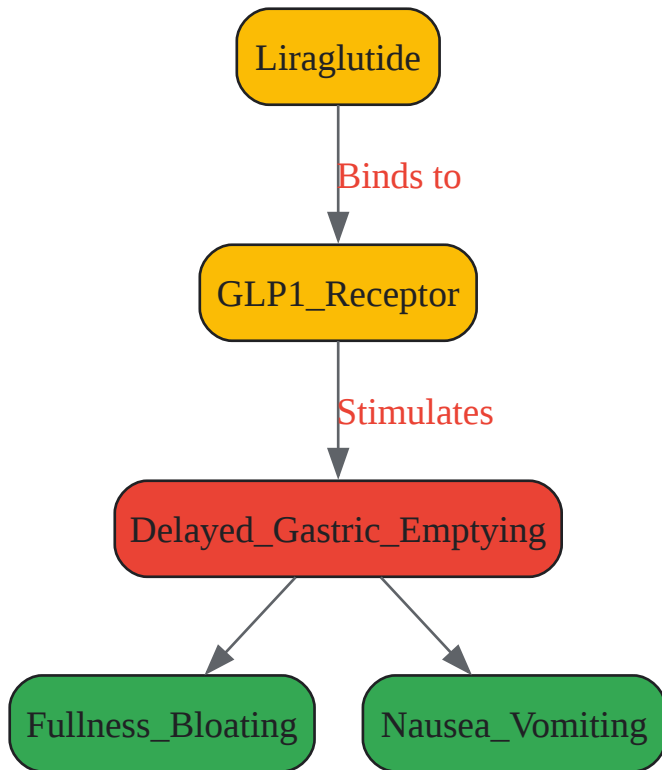 Liraglutide
Binds to
GLP1_Receptor
Stimulates
Delayed_Gastric_Emptying
Fullness_Bloating
Nausea_Vomiting